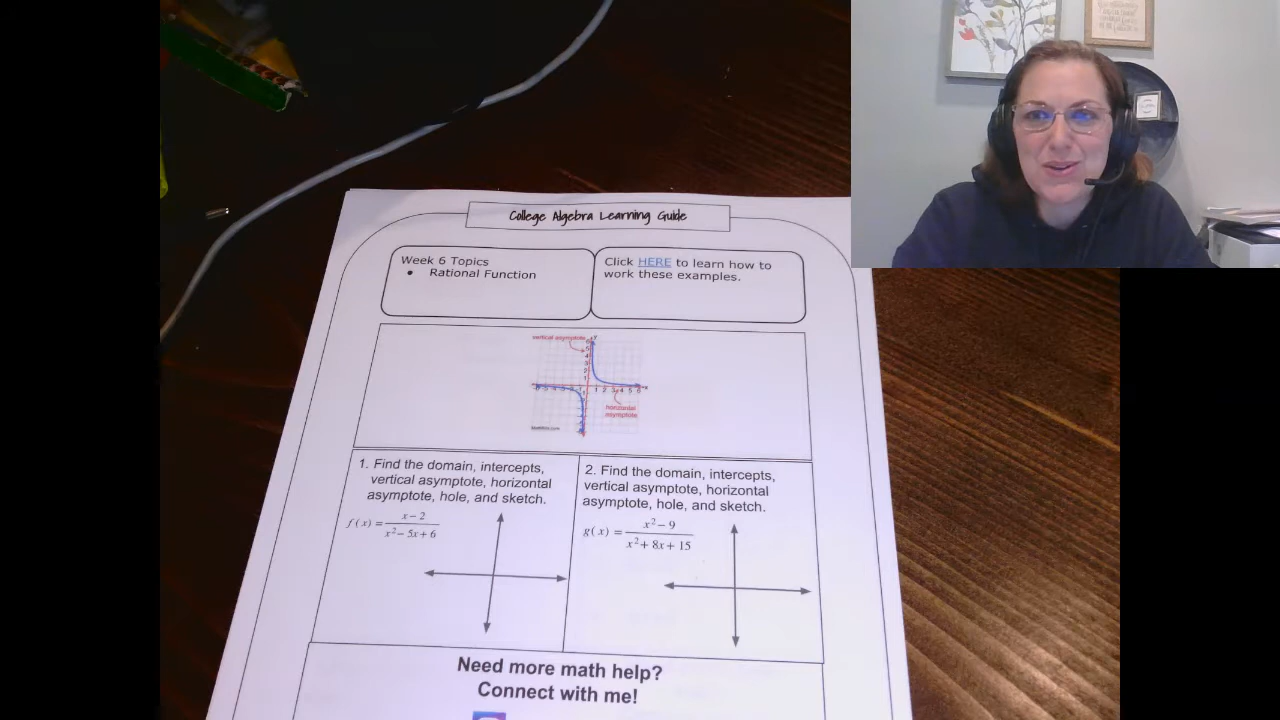 College Algebra Learning Guide
Week 6 Topics
• Rational Function
Click HERE to learn how to
work these examples.
vertical asymptote
horizontal
asymptote
1. Find the domain, intercepts,
vertical asymptote, horizontal
asymptote, hole, and sketch.
f(x) = x-2 / x²-5x+6
2. Find the domain, intercepts,
vertical asymptote, horizontal
asymptote, hole, and sketch.
g(x) = x²-9 / x²+8x+15
Need more math help?
Connect with me!